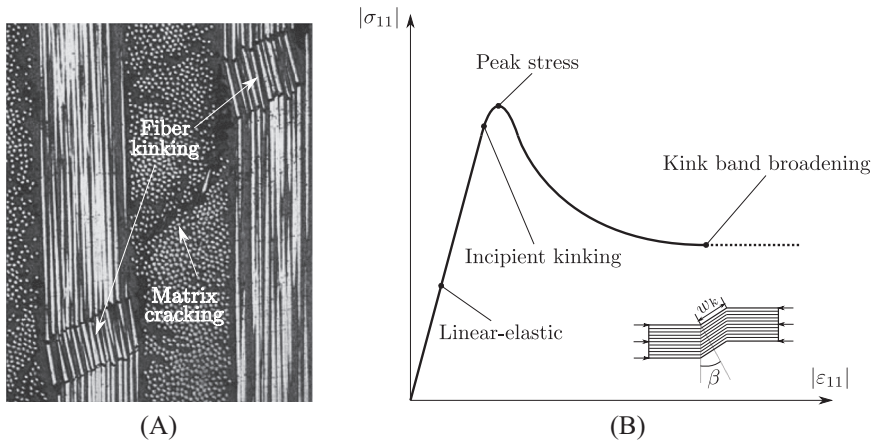 Fiber
kinking
Matrix
cracking
(A)
|σ₁₁|
Peak stress
Kink band broadening
Incipient kinking
Linear-elastic
wₖ
β
|ε₁₁|
(B)